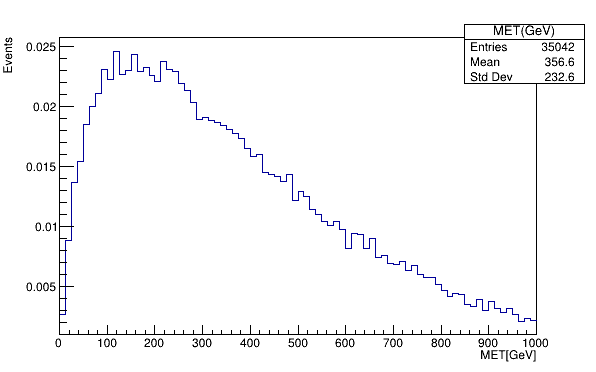 MET(GeV)
Entries 35042
Mean 356.6
Std Dev 232.6
Events
0.025
0.02
0.015
0.01
0.005
0 100 200 300 400 500 600 700 800 900 1000
MET[GeV]